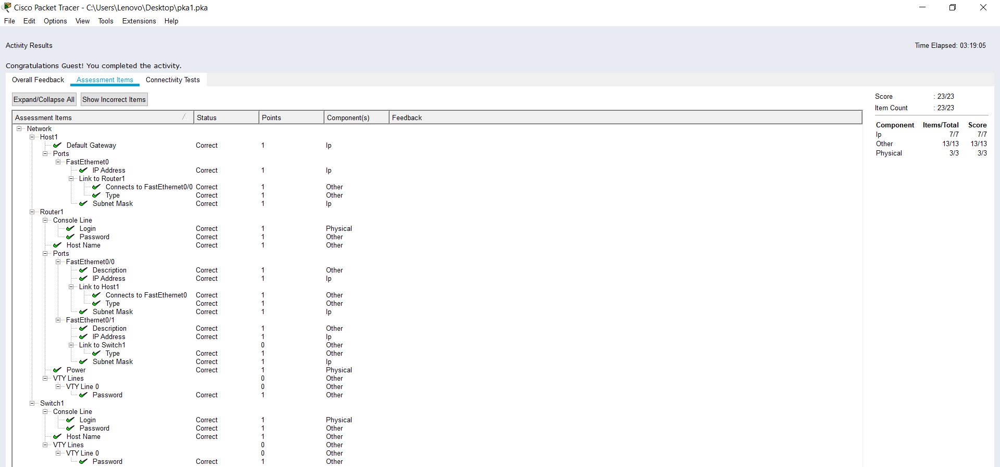 Cisco Packet Tracer - C:\Users\Lenovo\Desktop\pka1.pka
File Edit Options View Tools Extensions Help
Activity Results
Time Elapsed: 03:19:05
Congratulations Guest! You completed the activity.
Overall Feedback Assessment Items Connectivity Tests
Expand/Collapse All Show Incorrect Items
Assessment Items Status Points Component(s) Feedback
Network
Host1
Default Gateway Correct 1 Ip
Ports
FastEthernet0
IP Address Correct 1 Ip
Link to Router1
Connects to FastEthernet0/0 Correct 1 Other
Type Correct 1 Other
Subnet Mask Correct 1 Ip
Router1
Console Line
Login Correct 1 Physical
Password Correct 1 Other
Host Name Correct 1 Other
Ports
FastEthernet0/0
Description Correct 1 Other
IP Address Correct 1 Ip
Link to Host1
Connects to FastEthernet0 Correct 1 Other
Type Correct 1 Other
Subnet Mask Correct 1 Ip
FastEthernet0/1
Description Correct 1 Other
IP Address Correct 1 Ip
Link to Switch1 0 Other
Type Correct 1 Other
Subnet Mask Correct 1 Ip
Power Correct 1 Physical
VTY Lines 0 Other
VTY Line 0 0 Other
Password Correct 1 Other
Switch1
Console Line
Login Correct 1 Physical
Password Correct 1 Other
Host Name Correct 1 Other
VTY Lines 0 Other
VTY Line 0 0 Other
Password Correct 1 Other
Score : 23/23
Item Count : 23/23
Component Items/Total Score
Ip 7/7 7/7
Other 13/13 13/13
Physical 3/3 3/3